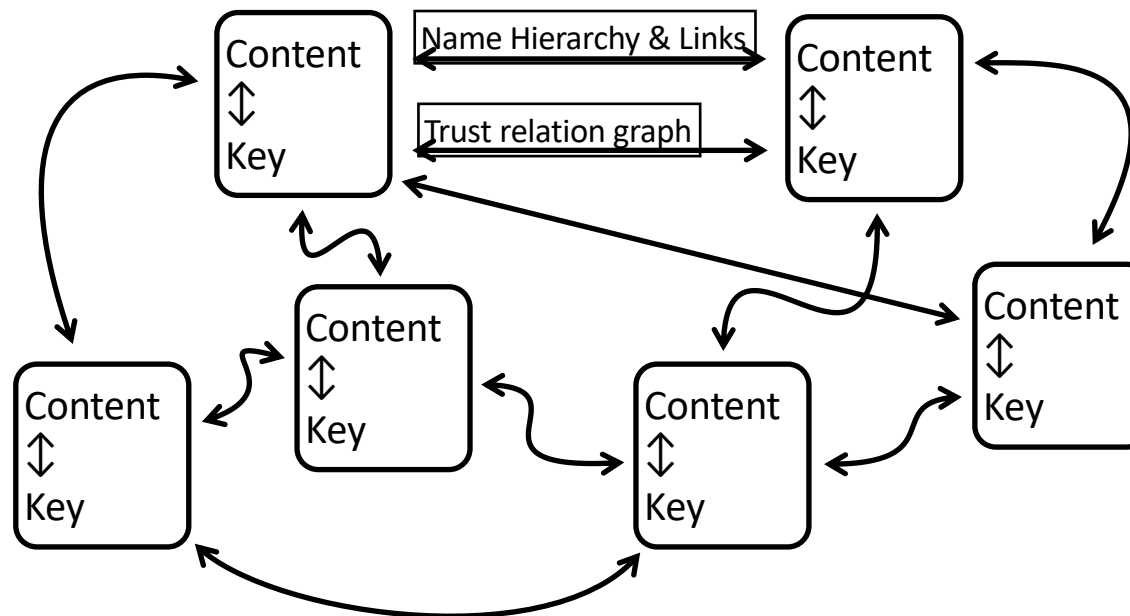 Content
↕
Key
Name Hierarchy & Links
Trust relation graph
Content
↕
Key
Content
↕
Key
Content
↕
Key
Content
↕
Key
Content
↕
Key